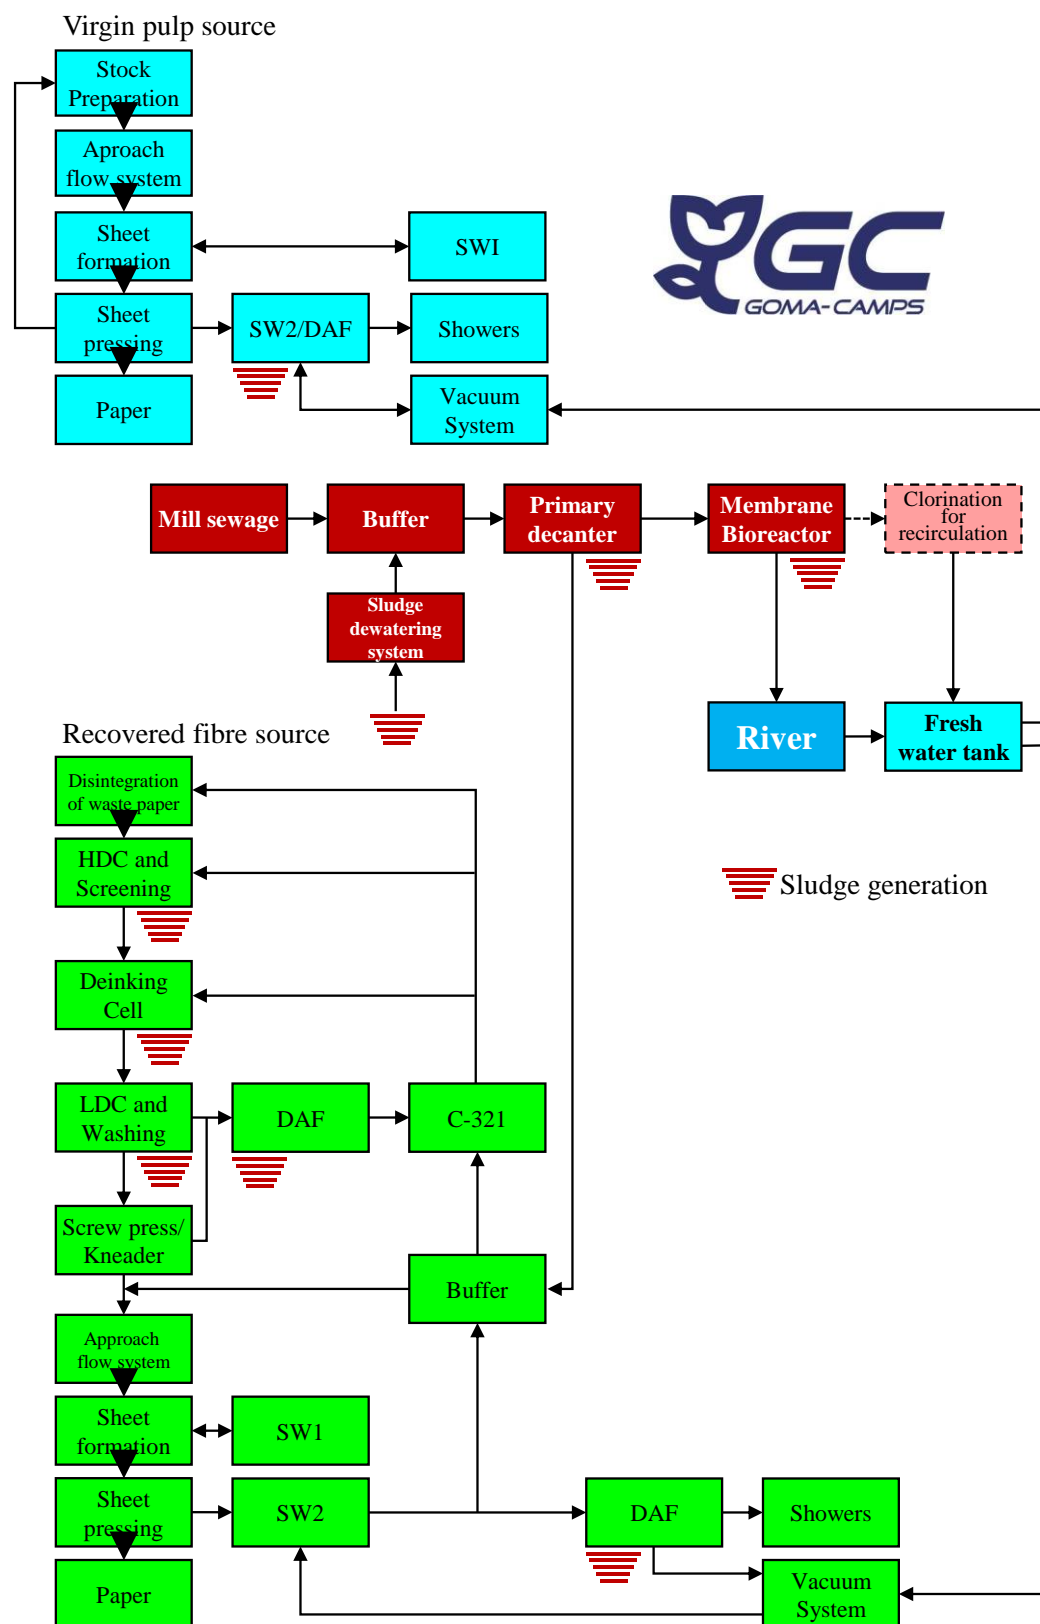 Virgin pulp source
Stock
Preparation
Aproach
flow system
Sheet
formation
SWI
GC
GOMA-CAMPS
Sheet
pressing
SW2/DAF
Showers
Paper
Vacuum
System
Mill sewage
Buffer
Primary
decanter
Membrane
Bioreactor
Clorination
for
recirculation
Sludge
dewatering
system
River
Fresh
water tank
Recovered fibre source
Disintegration
of waste paper
HDC and
Screening
Sludge generation
Deinking
Cell
LDC and
Washing
DAF
C-321
Screw press/
Kneader
Buffer
Approach
flow system
Sheet
formation
SW1
Sheet
pressing
SW2
DAF
Showers
Paper
Vacuum
System